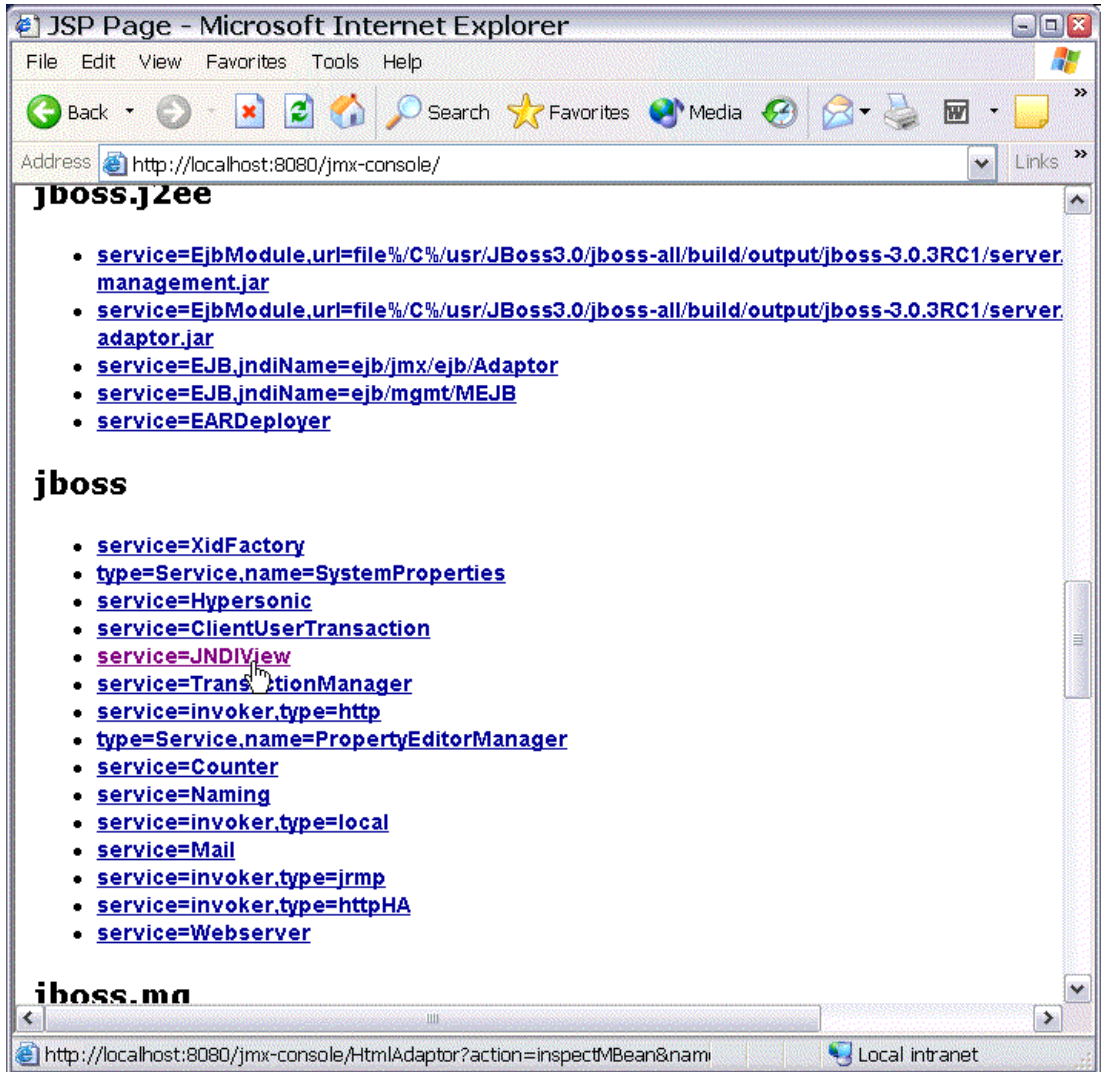 JSP Page - Microsoft Internet Explorer
File Edit View Favorites Tools Help
Back Search Favorites Media
Address http://localhost:8080/jmx-console/ Links
jboss.j2ee
service=EjbModule,url=file%/C%/usr/JBoss3.0/jboss-all/build/output/jboss-3.0.3RC1/server.
management.jar
service=EjbModule,url=file%/C%/usr/JBoss3.0/jboss-all/build/output/jboss-3.0.3RC1/server.
adaptor.jar
service=EJB,jndiName=ejb/jmx/ejb/Adaptor
service=EJB,jndiName=ejb/mgmt/MEJB
service=EARDeployer
jboss
service=XidFactory
type=Service,name=SystemProperties
service=Hypersonic
service=ClientUserTransaction
service=JNDIView
service=TransactionManager
service=invoker,type=http
type=Service,name=PropertyEditorManager
service=Counter
service=Naming
service=invoker,type=local
service=Mail
service=invoker,type=jrmp
service=invoker,type=httpHA
service=Webserver
jboss.mq
http://localhost:8080/jmx-console/HtmlAdaptor?action=inspectMBean&nam Local intranet